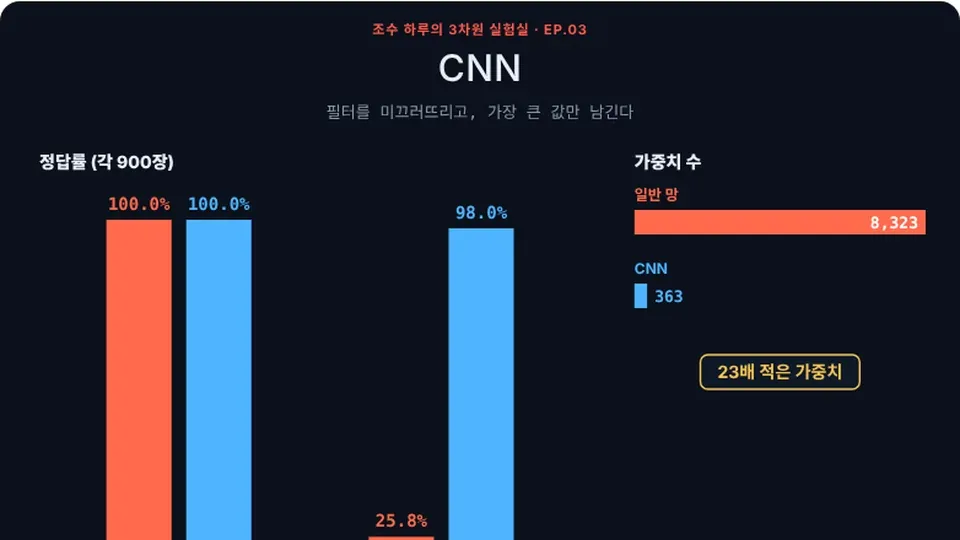 조수 하루의 3차원 실험실 · EP.03
CNN
필터를 미끄러뜨리고, 가장 큰 값만 남긴다
정답률 (각 900장)
100.0%
100.0%
98.0%
25.8%
가중치 수
일반 망
8,323
CNN
363
23배 적은 가중치